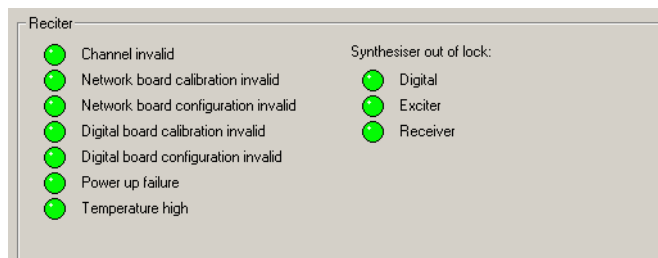 Reciter
Channel invalid
Network board calibration invalid
Network board configuration invalid
Digital board calibration invalid
Digital board configuration invalid
Power up failure
Temperature high
Synthesiser out of lock:
Digital
Exciter
Receiver